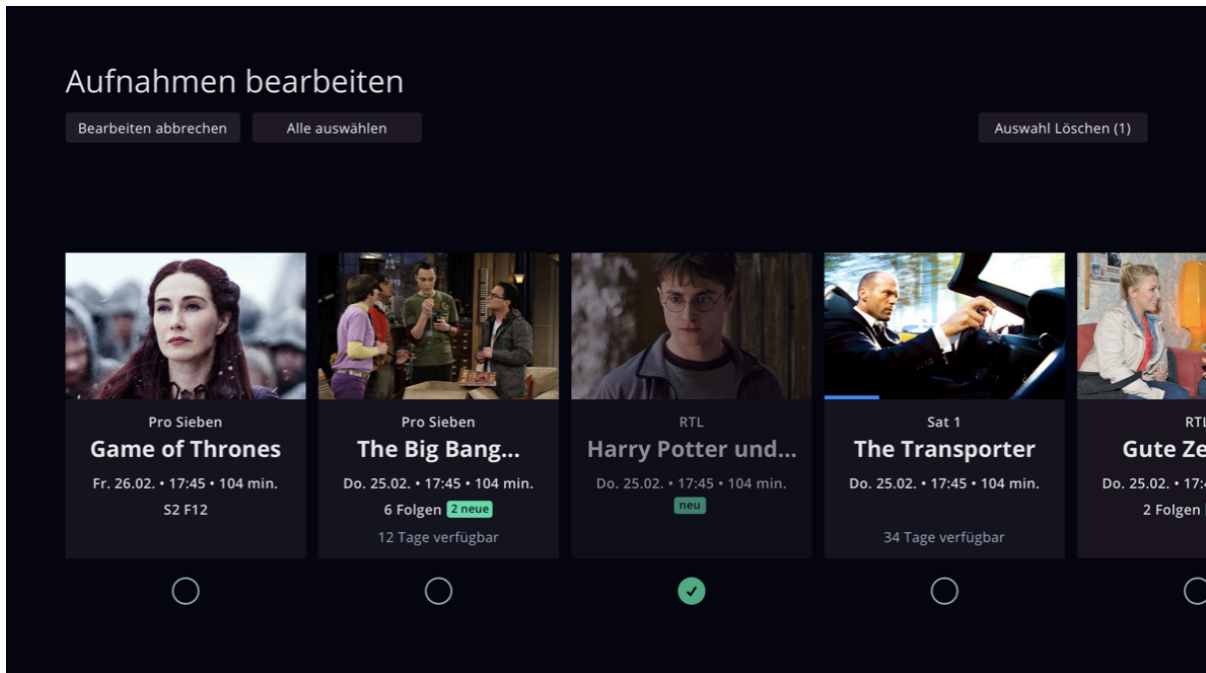 Aufnahmen bearbeiten
Bearbeiten abbrechen
Alle auswählen
Auswahl Löschen (1)
Pro Sieben
Game of Thrones
Fr. 26.02. • 17:45 • 104 min.
S2 F12
Pro Sieben
The Big Bang...
Do. 25.02. • 17:45 • 104 min.
6 Folgen 2 neue
12 Tage verfügbar
RTL
Harry Potter und...
Do. 25.02. • 17:45 • 104 min.
neu
Sat 1
The Transporter
Do. 25.02. • 17:45 • 104 min.
34 Tage verfügbar
RTL
Gute Ze
Do. 25.02. • 17:
2 Folgen